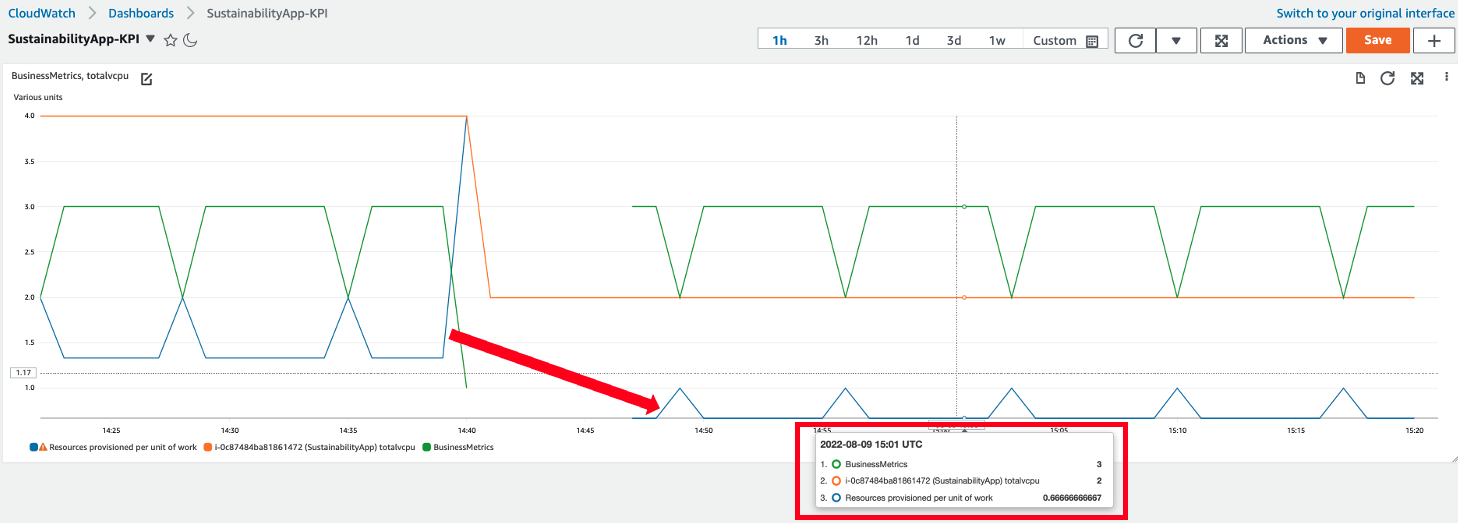 CloudWatch Dashboards SustainabilityApp-KPI
Switch to your original interface
SustainabilityApp-KPI
1h 3h 12h 1d 3d 1w Custom
Actions
Save
BusinessMetrics, totalvcpu
Various units
4.0
3.5
3.0
2.5
2.0
1.5
1.17
1.0
14:25 14:30 14:35 14:40 14:45 14:50 14:55 15:05 15:10 15:15 15:20
Resources provisioned per unit of work i-0c87484ba81861472 (SustainabilityApp) totalvcpu BusinessMetrics
2022-08-09 15:01 UTC
1. BusinessMetrics 3
2. i-0c87484ba81861472 (SustainabilityApp) totalvcpu 2
3. Resources provisioned per unit of work 0.66666666667